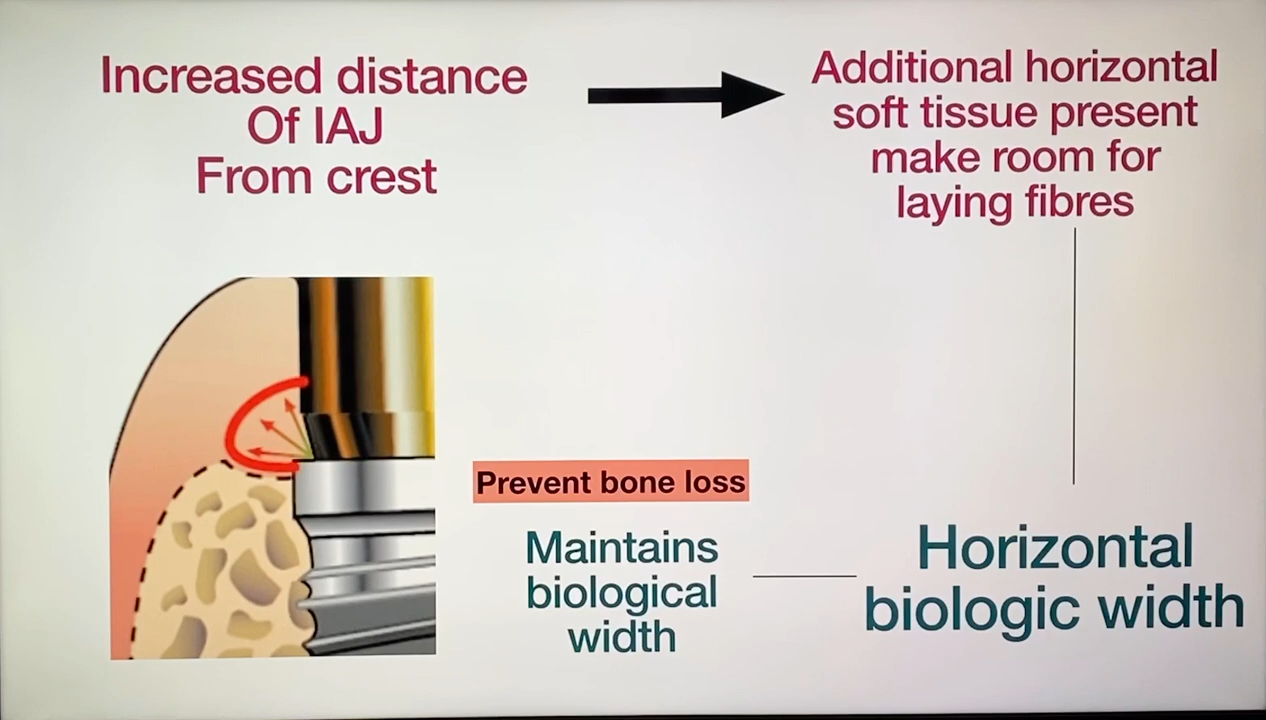 Increased distance
Of IAJ
From crest
Additional horizontal
soft tissue present
make room for
laying fibres
Prevent bone loss
Maintains
biological
width
Horizontal
biologic width